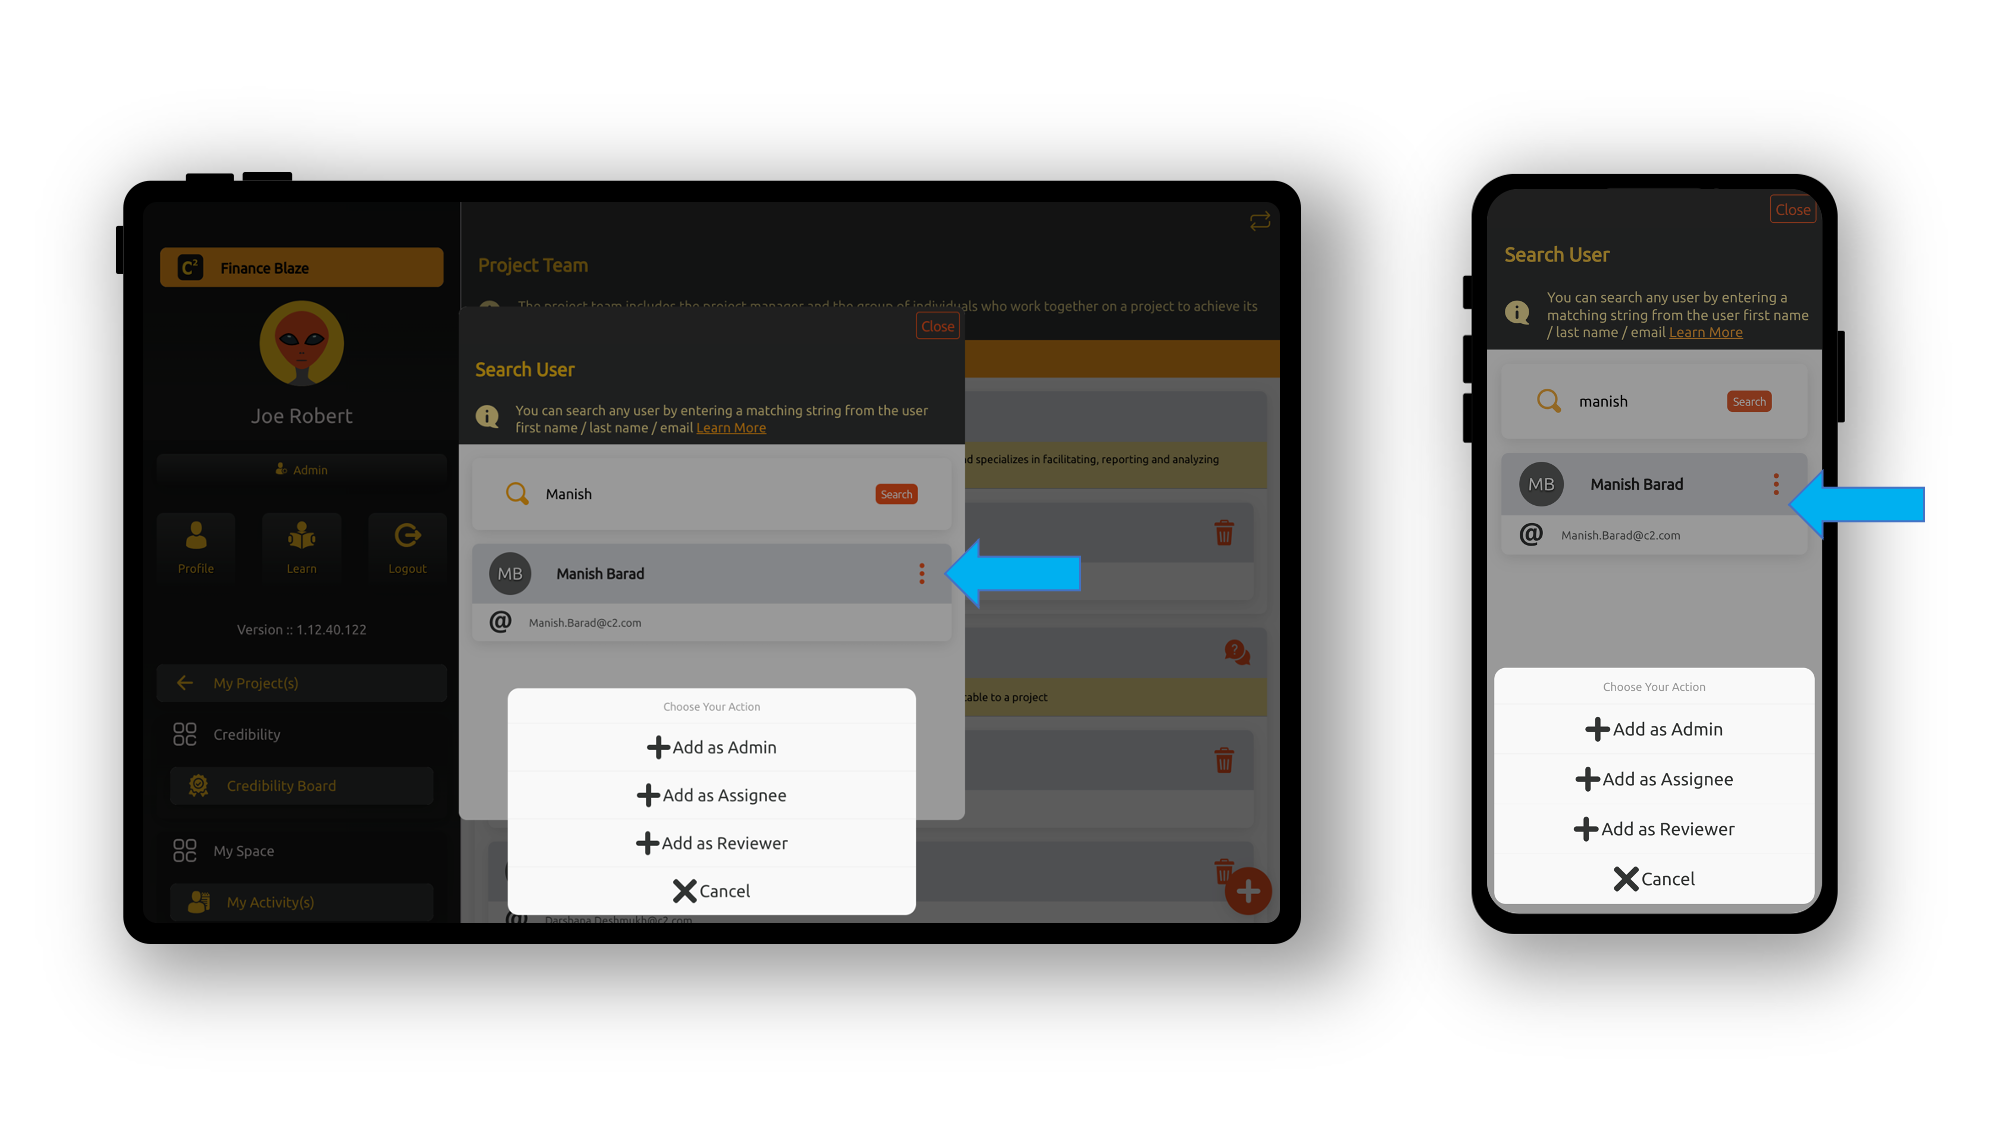 C²
Finance Blaze
Joe Robert
Admin
Profile
Learn
Logout
Version :: 1.12.40.122
My Project(s)
Credibility
Credibility Board
My Space
My Activity(s)
Project Team
The project team includes the project manager and the group of individuals who work together on a project to achieve its
Close
Search User
You can search any user by entering a matching string from the user
first name / last name / email Learn More
Manish
Search
MB
Manish Barad
@
Manish.Barad@c2.com
specializes in facilitating, reporting and analyzing
to a project
Choose Your Action
Add as Admin
Add as Assignee
Add as Reviewer
Cancel
@
Darshana.Deshmukh@c2.com
Close
Search User
You can search any user by entering a
matching string from the user first name
/ last name / email Learn More
manish
Search
MB
Manish Barad
@
Manish.Barad@c2.com
Choose Your Action
Add as Admin
Add as Assignee
Add as Reviewer
Cancel